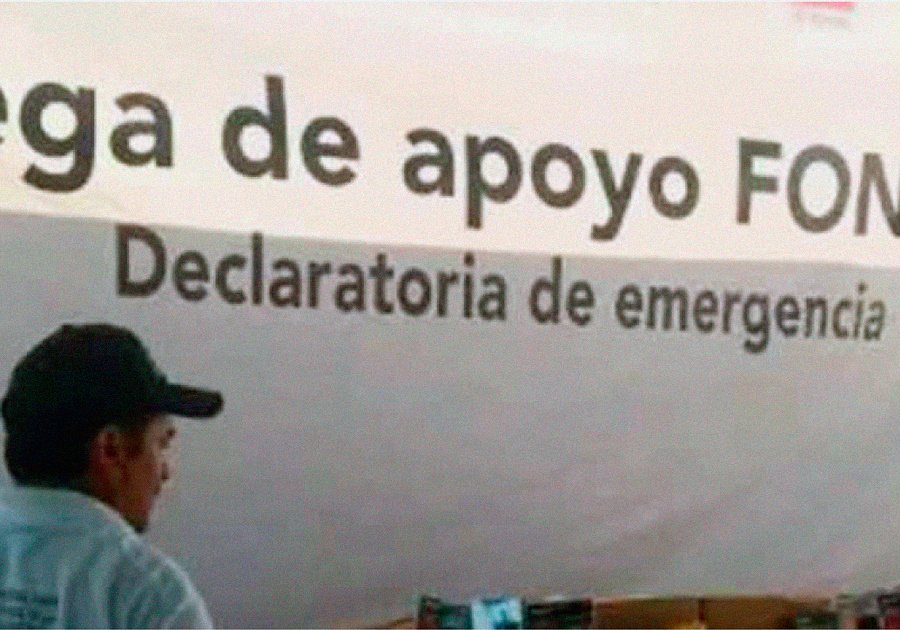 ega de apoyo FON
Declaratoria de emergencia